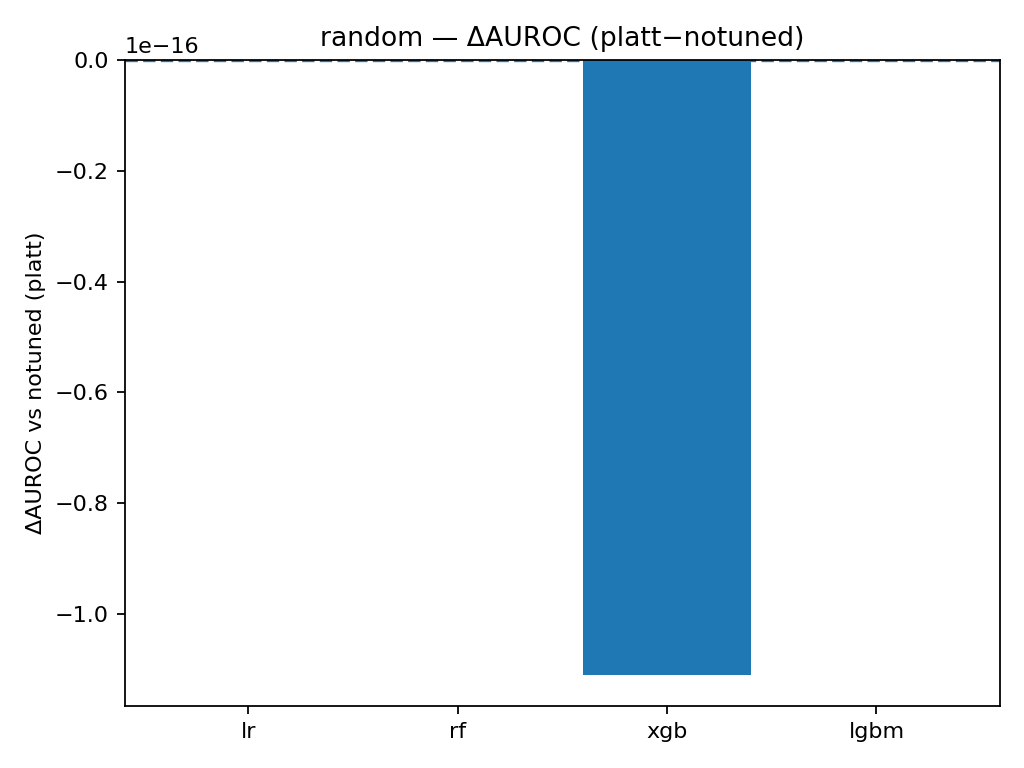 random — ΔAUROC (platt−notuned)
1e−16
0.0
−0.2
−0.4
−0.6
−0.8
−1.0
ΔAUROC vs notuned (platt)
lr rf xgb lgbm